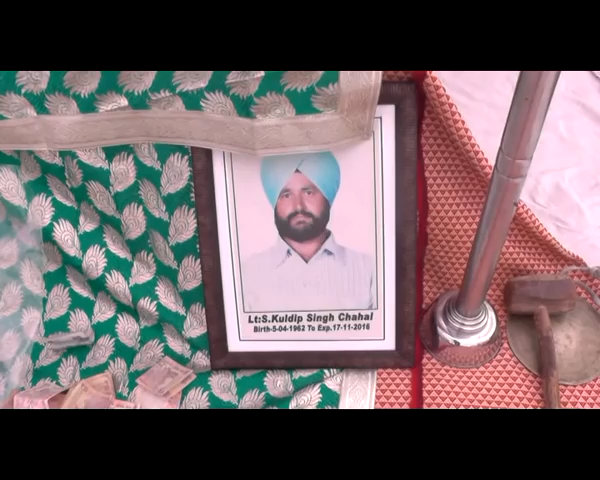 Lt:S.Kuldip Singh Chahal
Birth-5-04-1962 To Exp.17-11-2016